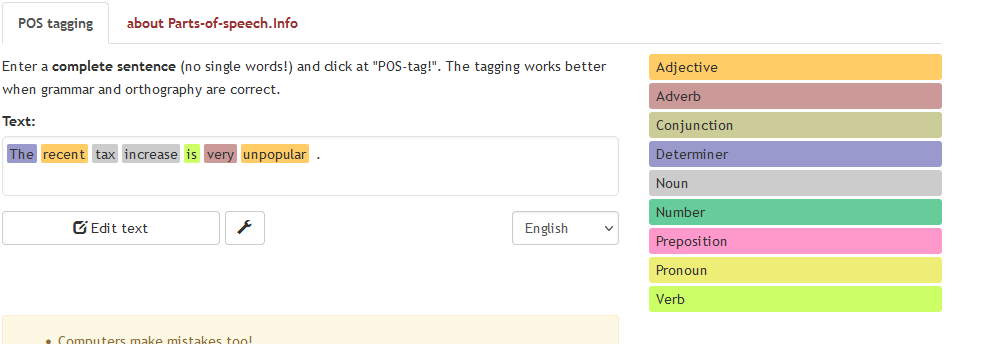 POS tagging about Parts-of-speech.Info
Enter a complete sentence (no single words!) and click at "POS-tag!". The tagging works better
when grammar and orthography are correct.
Text:
The recent tax increase is very unpopular .
Edit text
English
Adjective
Adverb
Conjunction
Determiner
Noun
Number
Preposition
Pronoun
Verb
• Computers make mistakes too!